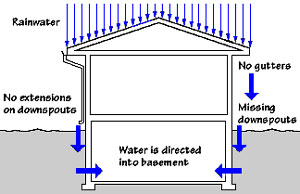 Rainwater
No gutters
No extensions
on downspouts
Missing
downspouts
Water is directed
into basement